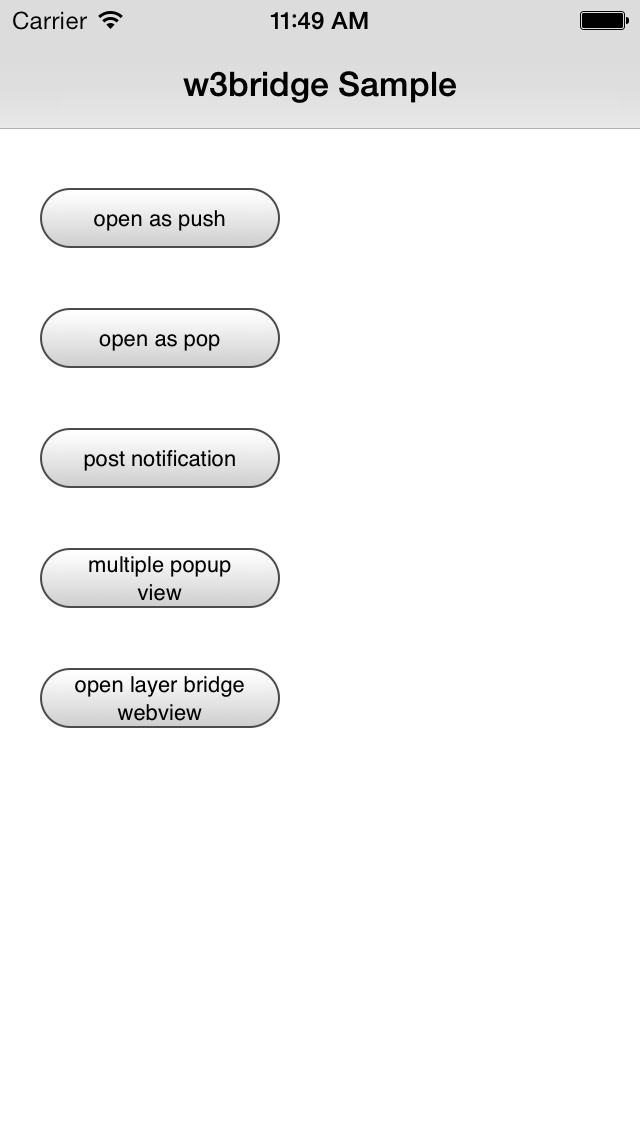 Carrier 11:49 AM
w3bridge Sample
open as push
open as pop
post notification
multiple popup
view
open layer bridge
webview